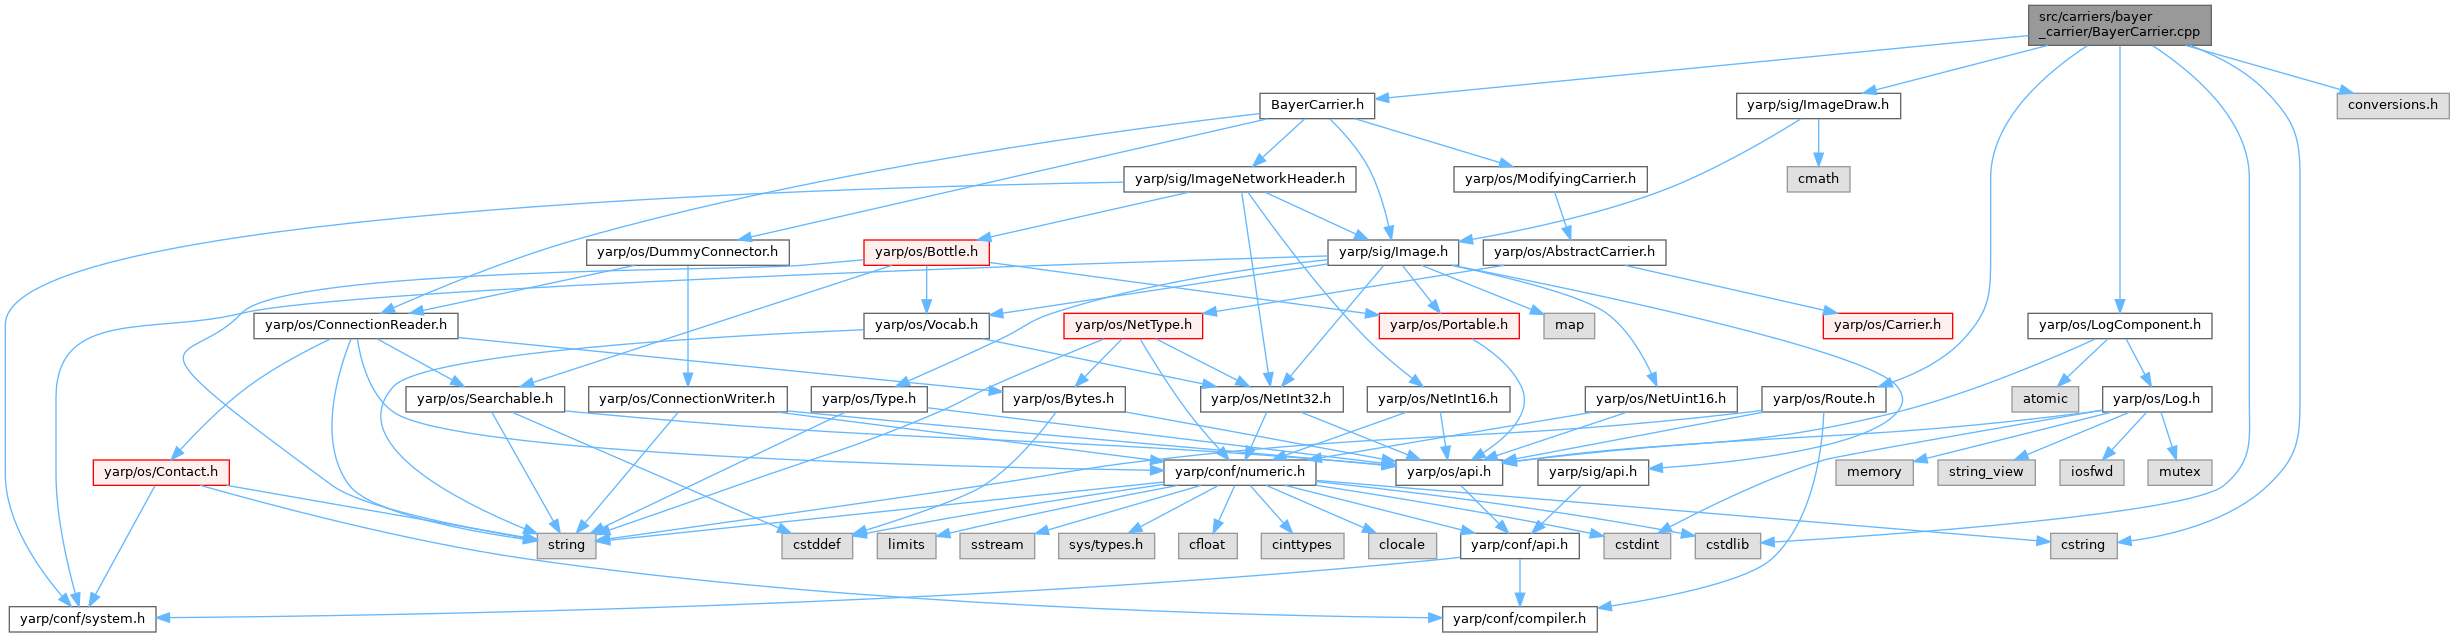 src/carriers/bayer
_carrier/BayerCarrier.cpp
BayerCarrier.h
yarp/sig/ImageDraw.h
conversions.h
yarp/sig/ImageNetworkHeader.h
yarp/os/ModifyingCarrier.h
cmath
yarp/os/DummyConnector.h
yarp/os/Bottle.h
yarp/sig/Image.h
yarp/os/AbstractCarrier.h
yarp/os/ConnectionReader.h
yarp/os/Vocab.h
yarp/os/NetType.h
yarp/os/Portable.h
map
yarp/os/Carrier.h
yarp/os/LogComponent.h
yarp/os/Searchable.h
yarp/os/ConnectionWriter.h
yarp/os/Type.h
yarp/os/Bytes.h
yarp/os/NetInt32.h
yarp/os/NetInt16.h
yarp/os/NetUint16.h
yarp/os/Route.h
atomic
yarp/os/Log.h
yarp/os/Contact.h
yarp/conf/numeric.h
yarp/os/api.h
yarp/sig/api.h
memory
string_view
iosfwd
mutex
string
cstddef
limits
sstream
sys/types.h
cfloat
cinttypes
clocale
yarp/conf/api.h
cstdint
cstdlib
cstring
yarp/conf/system.h
yarp/conf/compiler.h